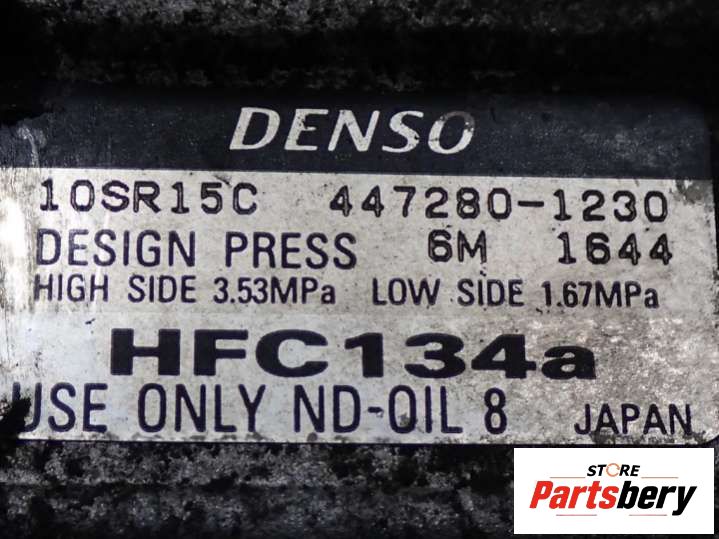 DENSO
10SR15C 447280-1230
DESIGN PRESS 6M 1644
HIGH SIDE 3.53MPa LOW SIDE 1.67MPa
HFC134a
USE ONLY ND-OIL 8 JAPAN
STORE
Partsbery